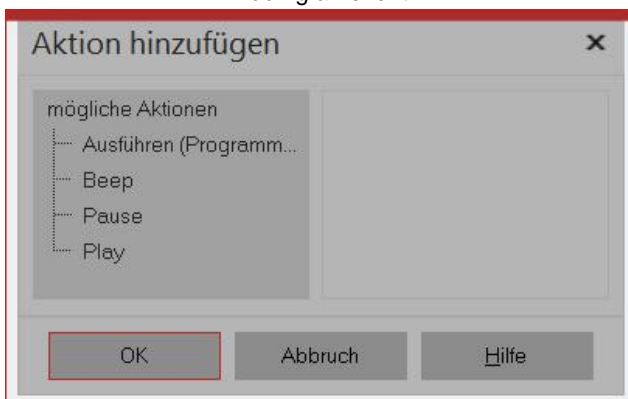 Aktion hinzufügen
mögliche Aktionen
Ausführen (Programm...
Beep
Pause
Play
OK
Abbruch
Hilfe